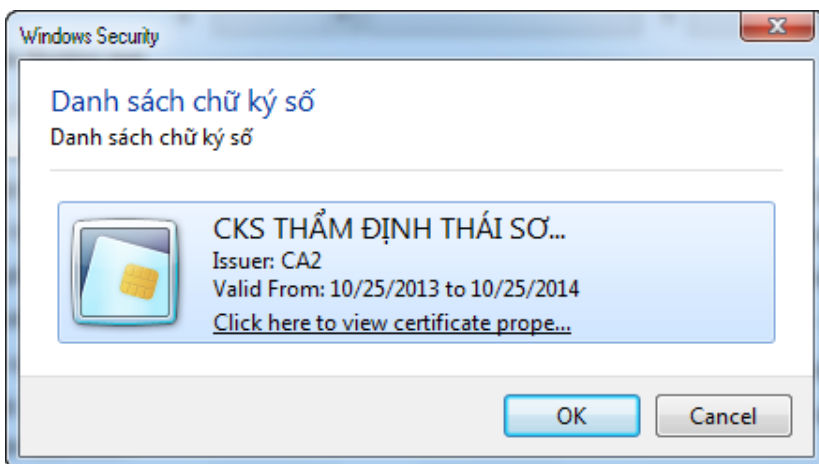 Windows Security
Danh sách chữ ký số
Danh sách chữ ký số
CKS THẨM ĐỊNH THÁI SƠ...
Issuer: CA2
Valid From: 10/25/2013 to 10/25/2014
Click here to view certificate prope...
OK
Cancel